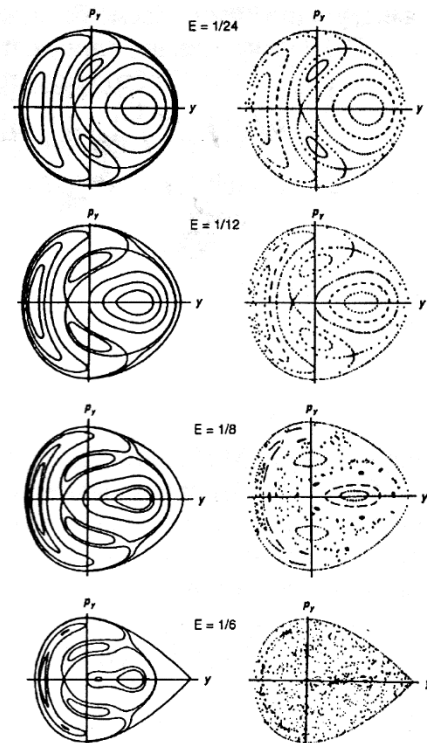 p_y E = 1/24 p_y
y y
p_y E = 1/12 p_y
y y
p_y E = 1/8 p_y
y y
p_y E = 1/6 p_y
y y